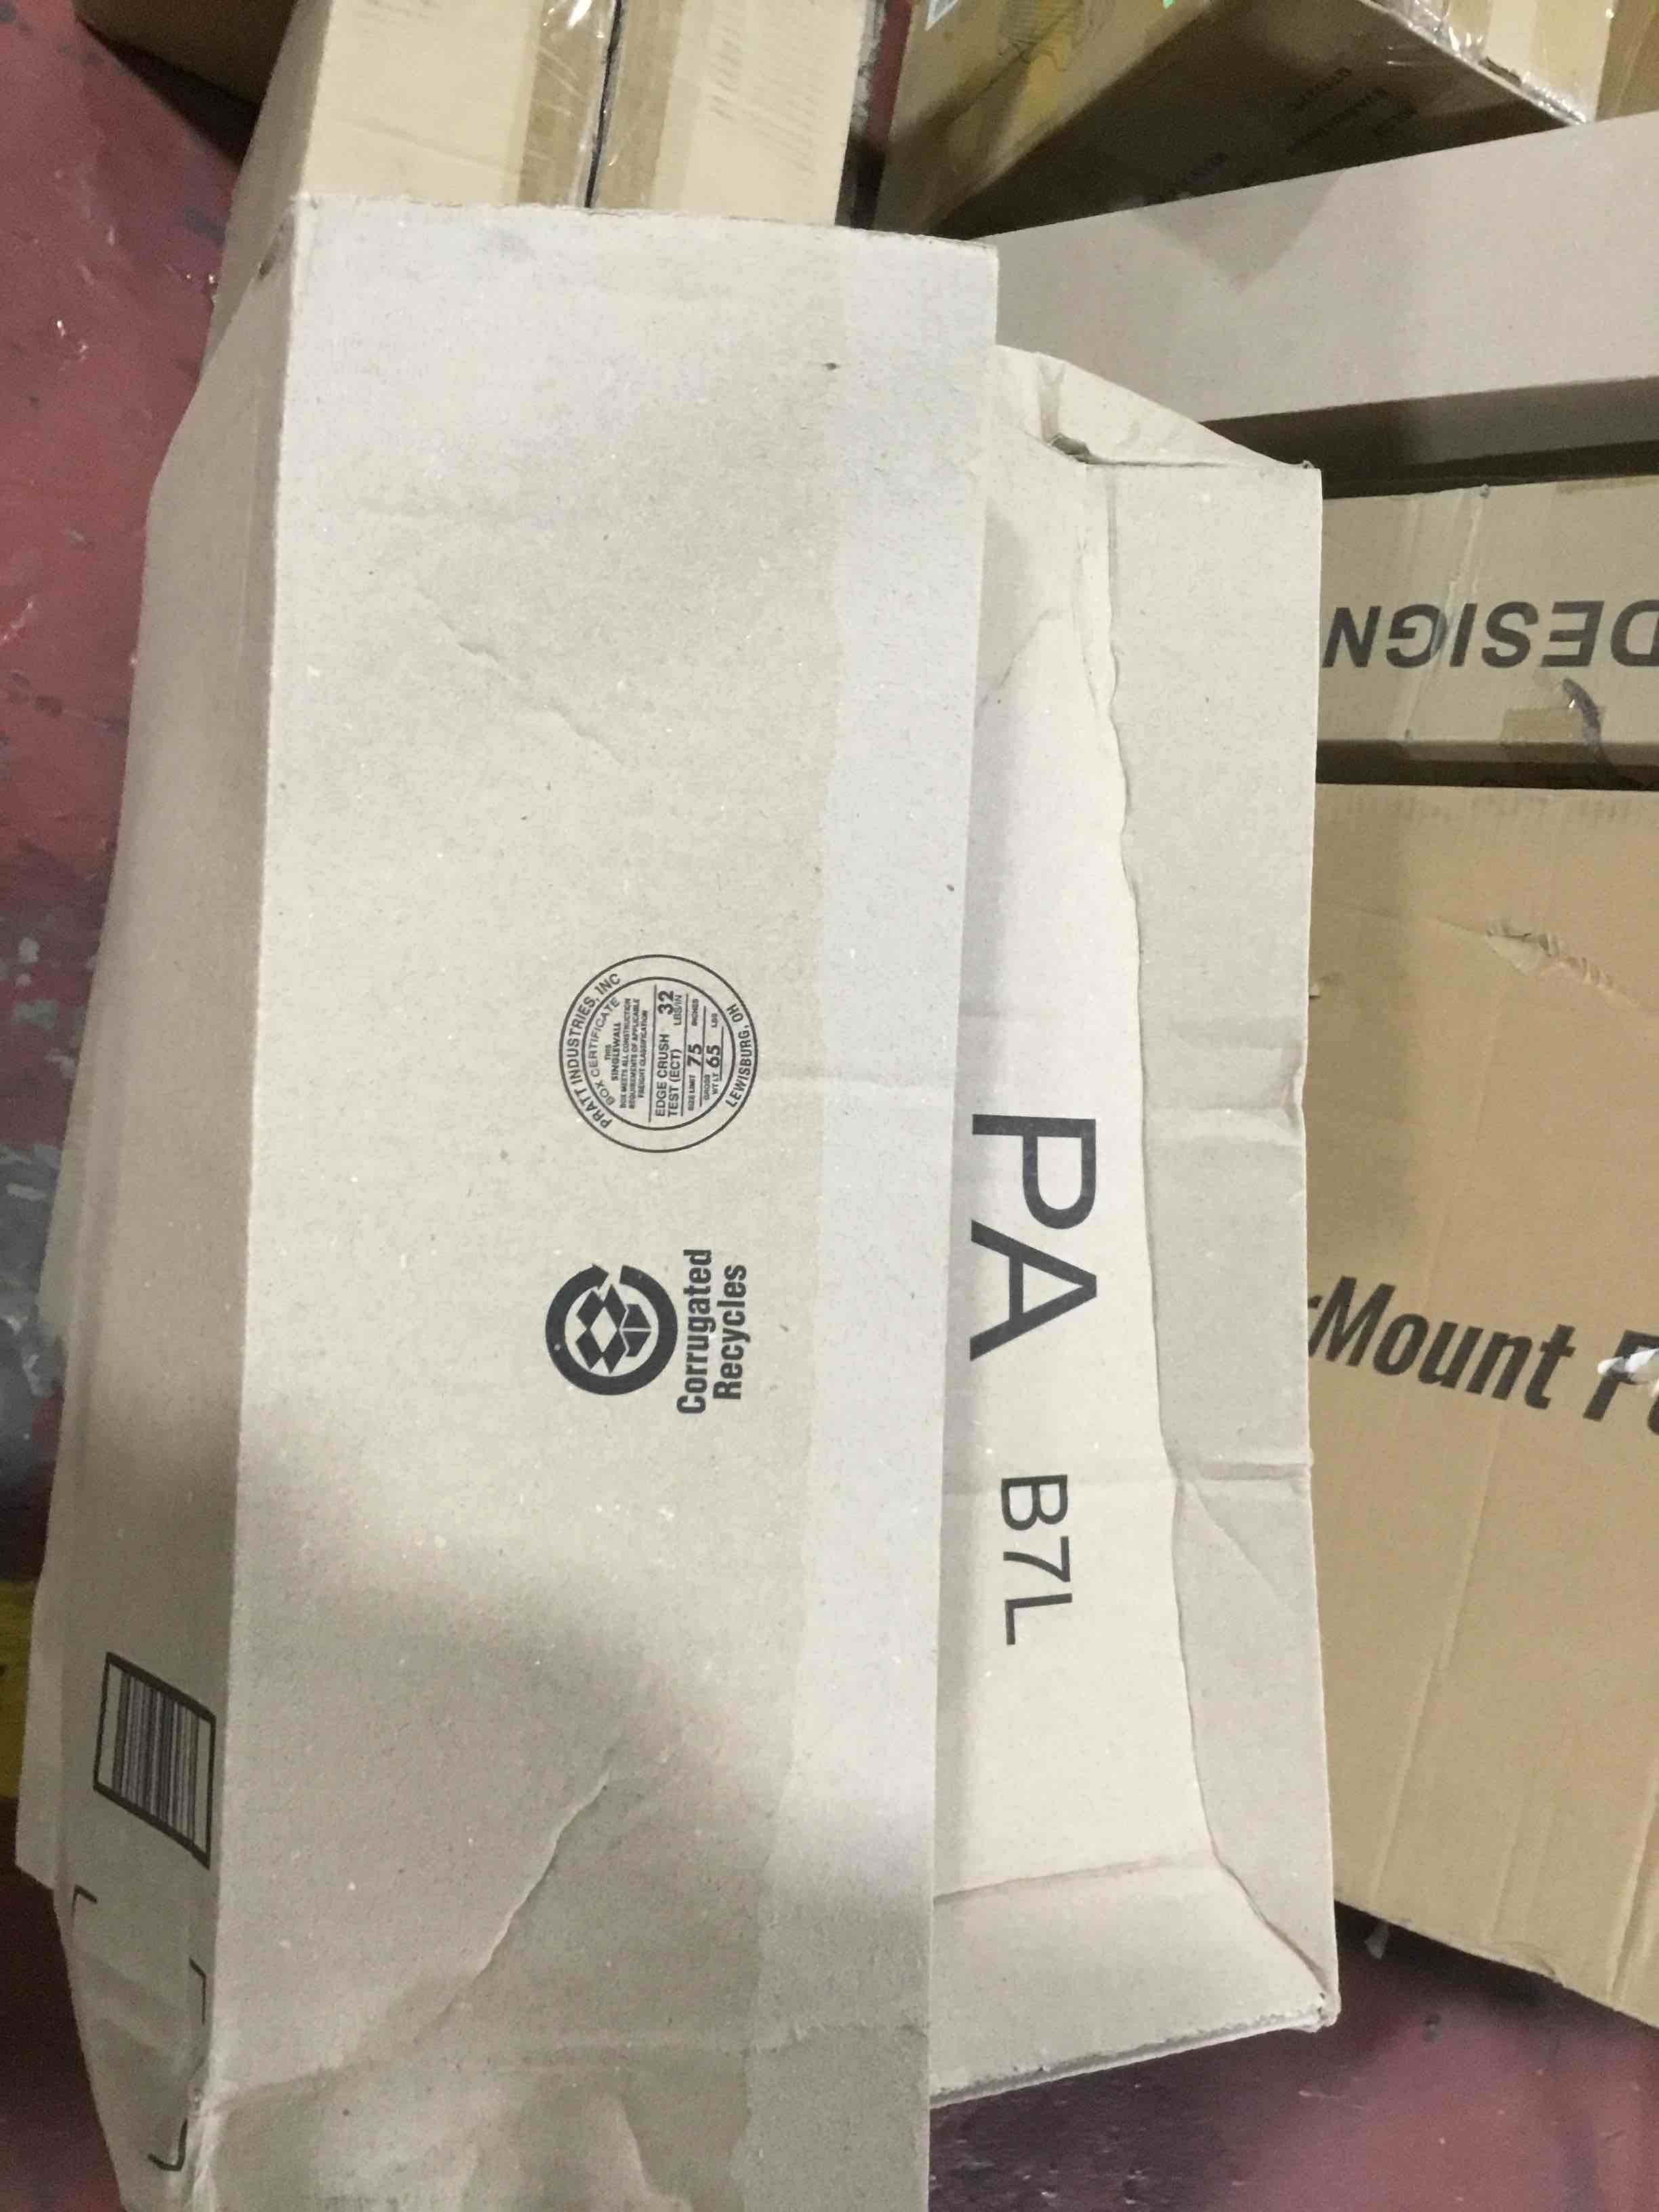 PRATT INDUSTRIES, INC
BOX CERTIFICATE
THIS
SINGLEWALL
BOX MEETS ALL CONSTRUCTION
REQUIREMENTS OF APPLICABLE
FREIGHT CLASSIFICATION
EDGE CRUSH
TEST (ECT) 32 LBS/IN
SIZE LIMIT 75 INCHES
GROSS WT LT 65 LBS
LEWISBURG, OH
Corrugated
Recycles
PA B7L
DESIGN
Mount